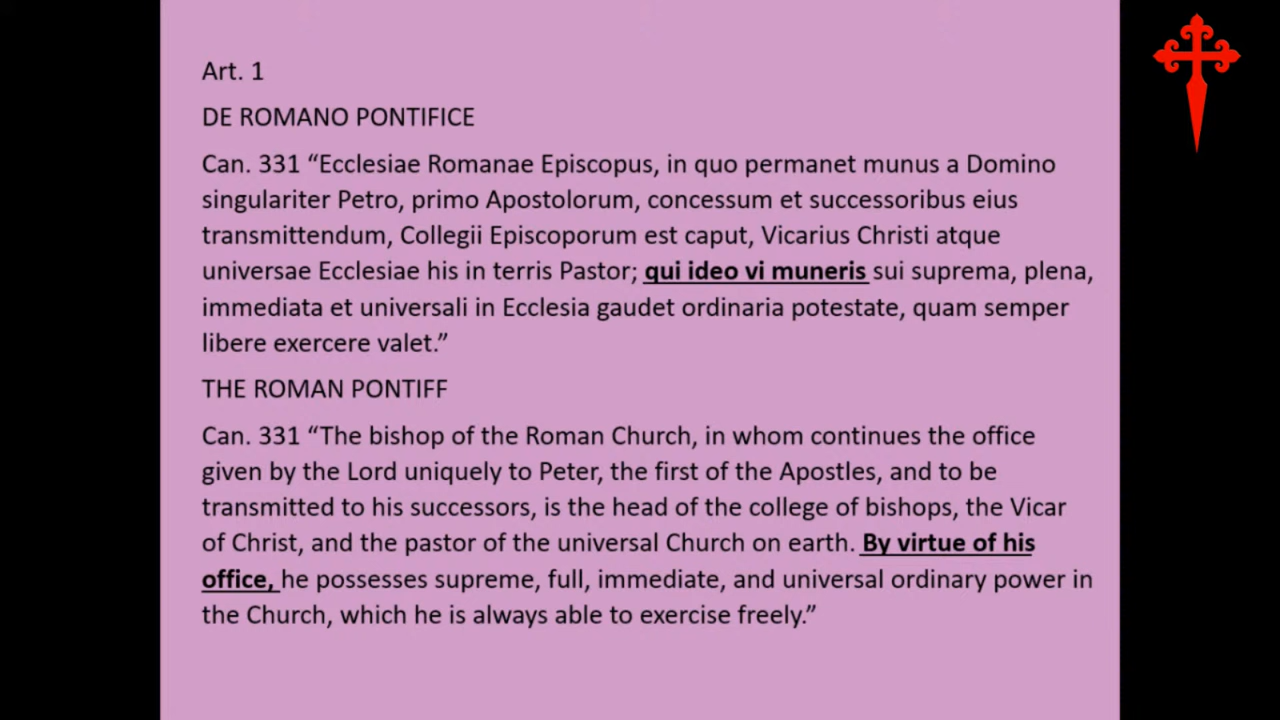 Art. 1
DE ROMANO PONTIFICE
Can. 331 “Ecclesiae Romanae Episcopus, in quo permanet munus a Domino
singulariter Petro, primo Apostolorum, concessum et successoribus eius
transmittendum, Collegii Episcoporum est caput, Vicarius Christi atque
universae Ecclesiae his in terris Pastor; qui ideo vi muneris sui suprema, plena,
immediata et universali in Ecclesia gaudet ordinaria potestate, quam semper
libere exercere valet.”
THE ROMAN PONTIFF
Can. 331 “The bishop of the Roman Church, in whom continues the office
given by the Lord uniquely to Peter, the first of the Apostles, and to be
transmitted to his successors, is the head of the college of bishops, the Vicar
of Christ, and the pastor of the universal Church on earth. By virtue of his
office, he possesses supreme, full, immediate, and universal ordinary power in
the Church, which he is always able to exercise freely.”